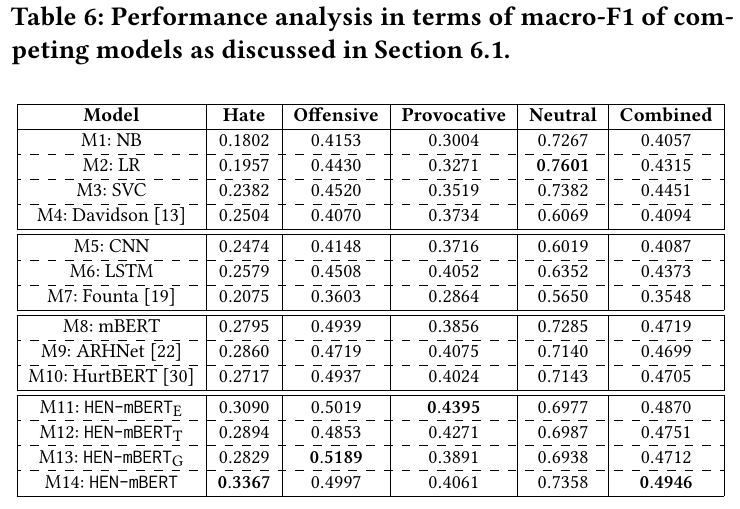 Table 6: Performance analysis in terms of macro-F1 of com-
peting models as discussed in Section 6.1.
Model Hate Offensive Provocative Neutral Combined
M1: NB 0.1802 0.4153 0.3004 0.7267 0.4057
M2: LR 0.1957 0.4430 0.3271 0.7601 0.4315
M3: SVC 0.2382 0.4520 0.3519 0.7382 0.4451
M4: Davidson [13] 0.2504 0.4070 0.3734 0.6069 0.4094
M5: CNN 0.2474 0.4148 0.3716 0.6019 0.4087
M6: LSTM 0.2579 0.4508 0.4052 0.6352 0.4373
M7: Founta [19] 0.2075 0.3603 0.2864 0.5650 0.3548
M8: mBERT 0.2795 0.4939 0.3856 0.7285 0.4719
M9: ARHNet [22] 0.2860 0.4719 0.4075 0.7140 0.4699
M10: HurtBERT [30] 0.2717 0.4937 0.4024 0.7143 0.4705
M11: HEN-mBERTE 0.3090 0.5019 0.4395 0.6977 0.4870
M12: HEN-mBERTT 0.2894 0.4853 0.4271 0.6987 0.4751
M13: HEN-mBERTG 0.2829 0.5189 0.3891 0.6938 0.4712
M14: HEN-mBERT 0.3367 0.4997 0.4061 0.7358 0.4946